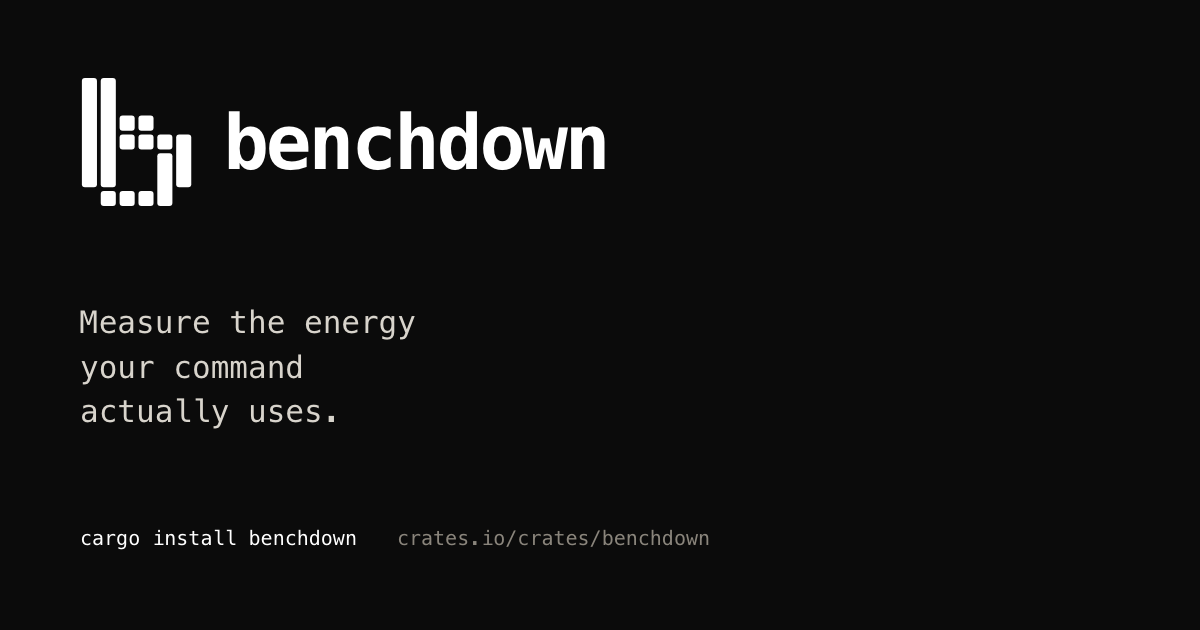 benchdown
Measure the energy
your command
actually uses.
cargo install benchdown crates.io/crates/benchdown